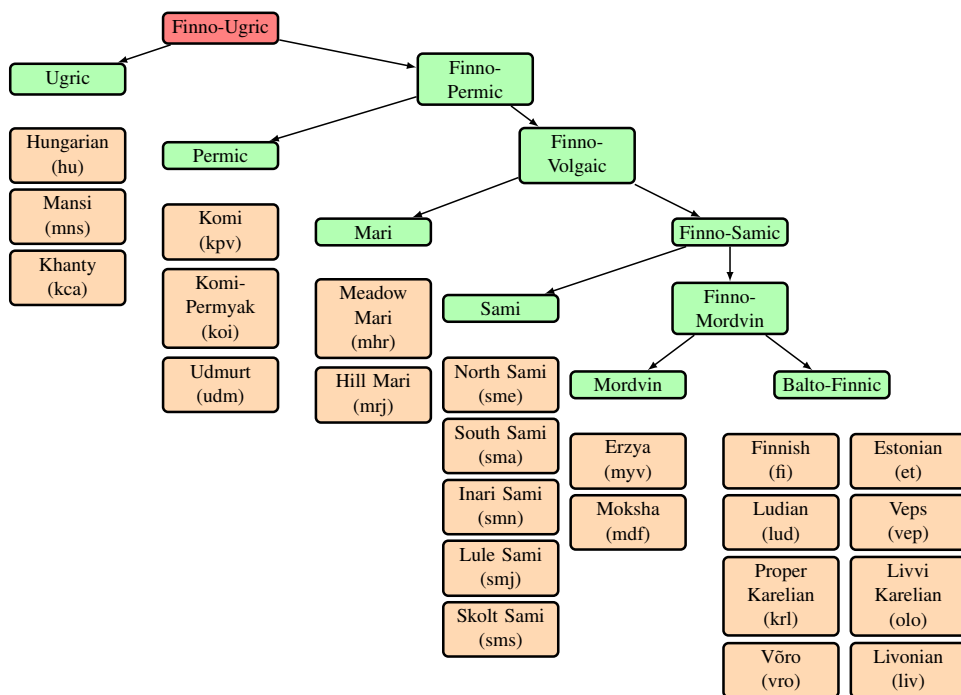 Finno-Ugric
Ugric
Finno-
Permic
Hungarian
(hu)
Mansi
(mns)
Khanty
(kca)
Permic
Finno-
Volgaic
Komi
(kpv)
Komi-
Permyak
(koi)
Udmurt
(udm)
Mari
Finno-Samic
Meadow
Mari
(mhr)
Hill Mari
(mrj)
Sami
Finno-
Mordvin
North Sami
(sme)
South Sami
(sma)
Inari Sami
(smn)
Lule Sami
(smj)
Skolt Sami
(sms)
Mordvin
Balto-Finnic
Erzya
(myv)
Moksha
(mdf)
Finnish
(fi)
Estonian
(et)
Ludian
(lud)
Veps
(vep)
Proper
Karelian
(krl)
Livvi
Karelian
(olo)
Võro
(vro)
Livonian
(liv)